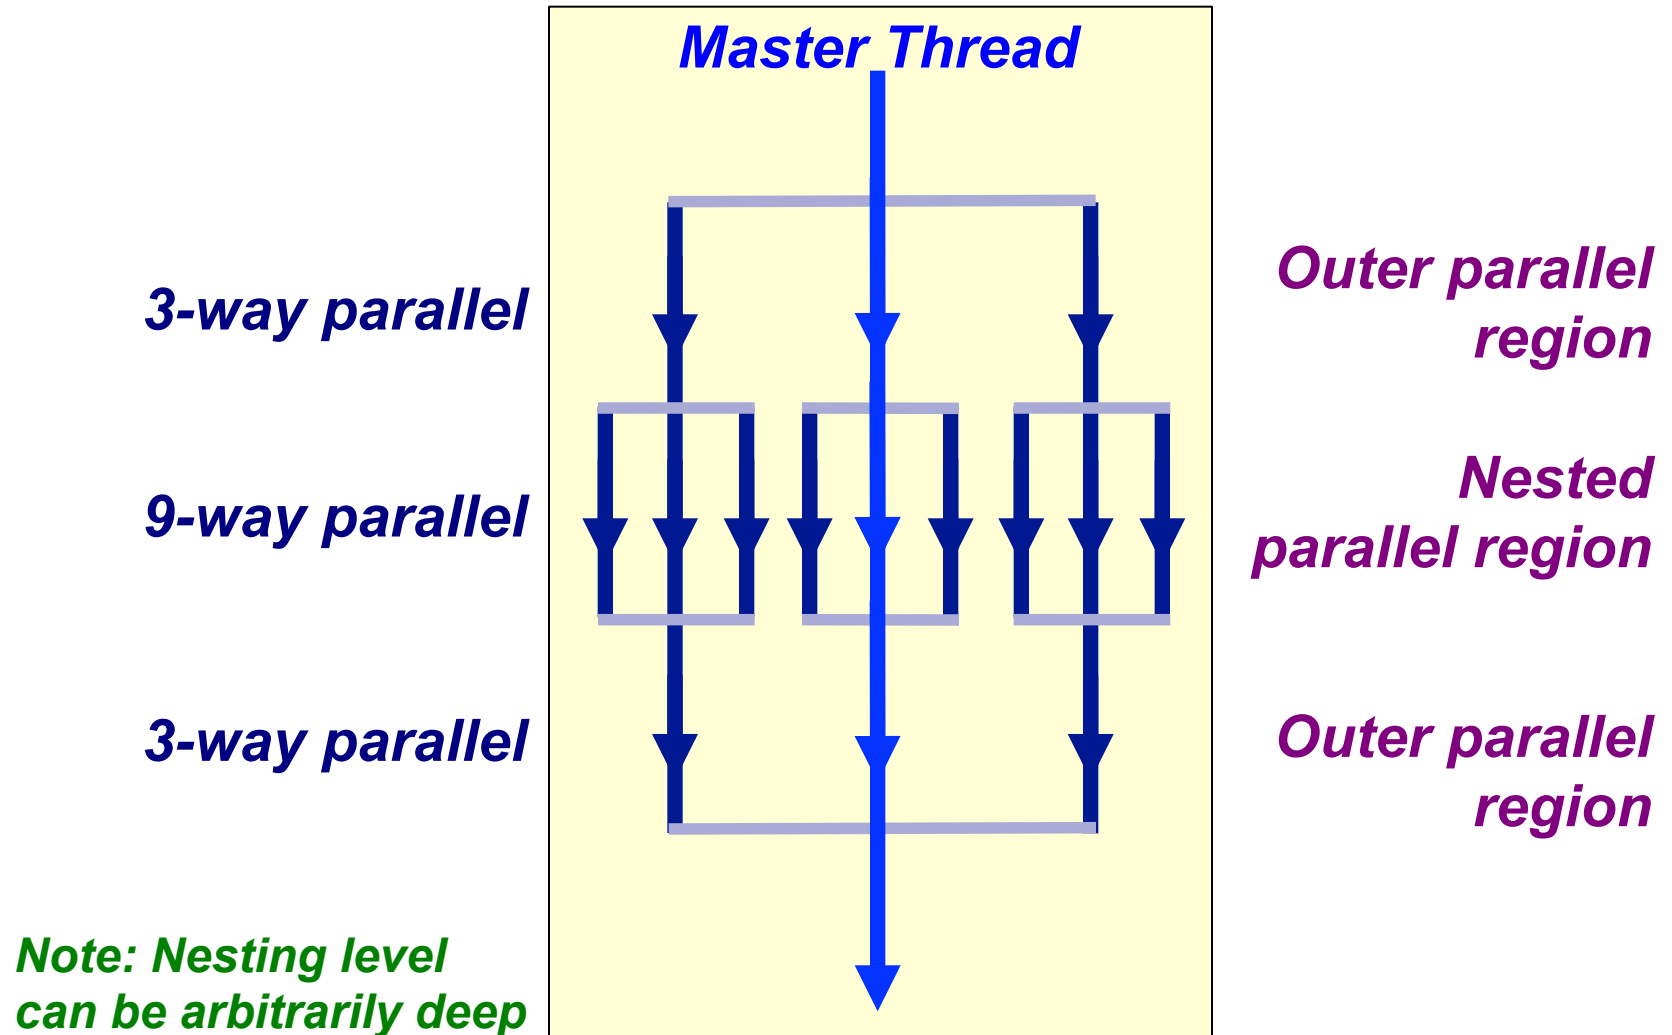 Master Thread
3-way parallel
Outer parallel
region
9-way parallel
Nested
parallel region
3-way parallel
Outer parallel
region
Note: Nesting level
can be arbitrarily deep